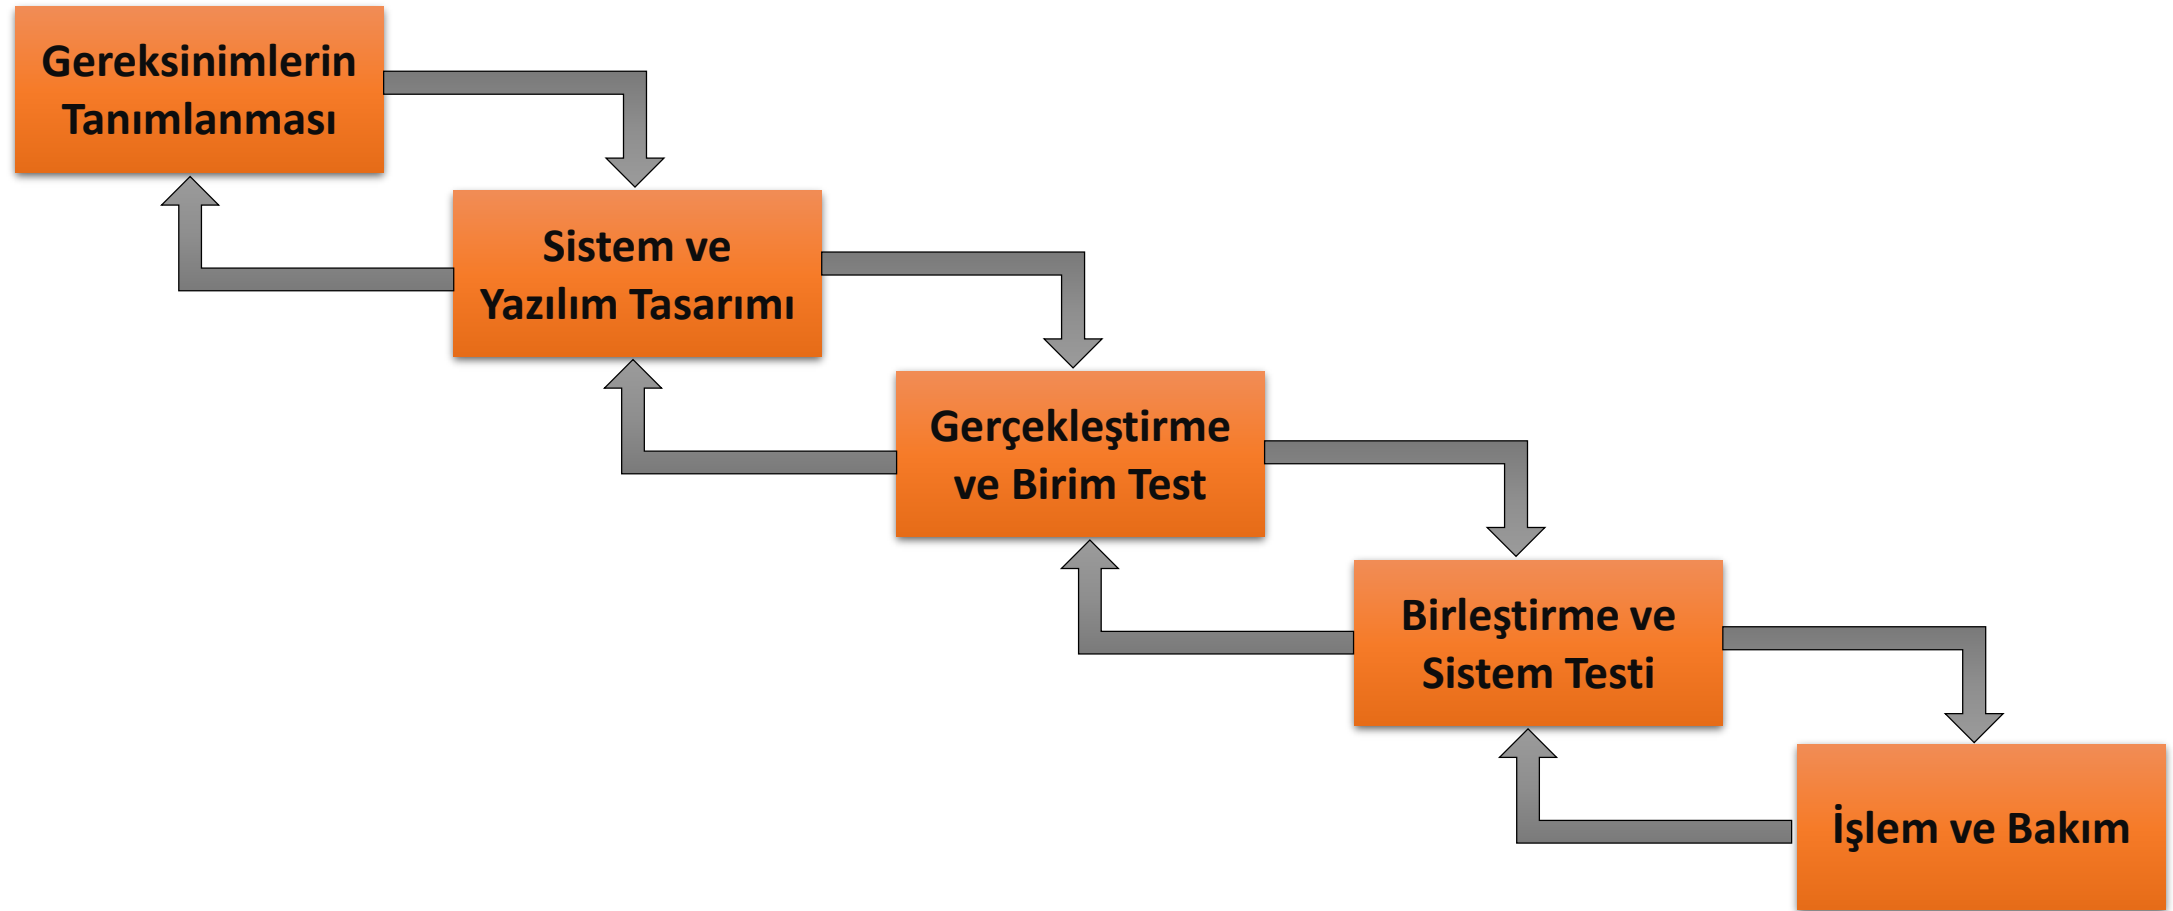 Gereksinimlerin
Tanımlanması
Sistem ve
Yazılım Tasarımı
Gerçekleştirme
ve Birim Test
Birleştirme ve
Sistem Testi
İşlem ve Bakım